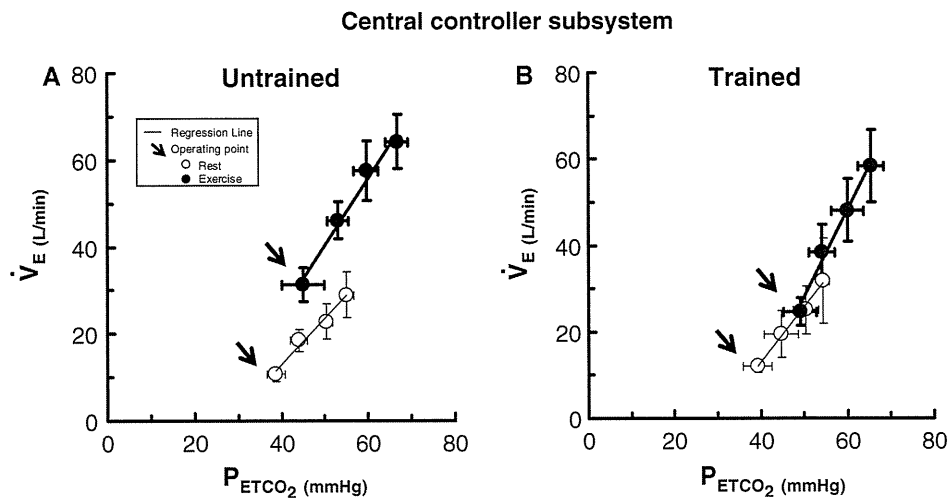 Central controller subsystem
A
Untrained
80
60
40
20
0
V̇E (L/min)
Regression Line
Operating point
Rest
Exercise
0 20 40 60 80
PETCO2 (mmHg)
B
Trained
80
60
40
20
0
V̇E (L/min)
0 20 40 60 80
PETCO2 (mmHg)